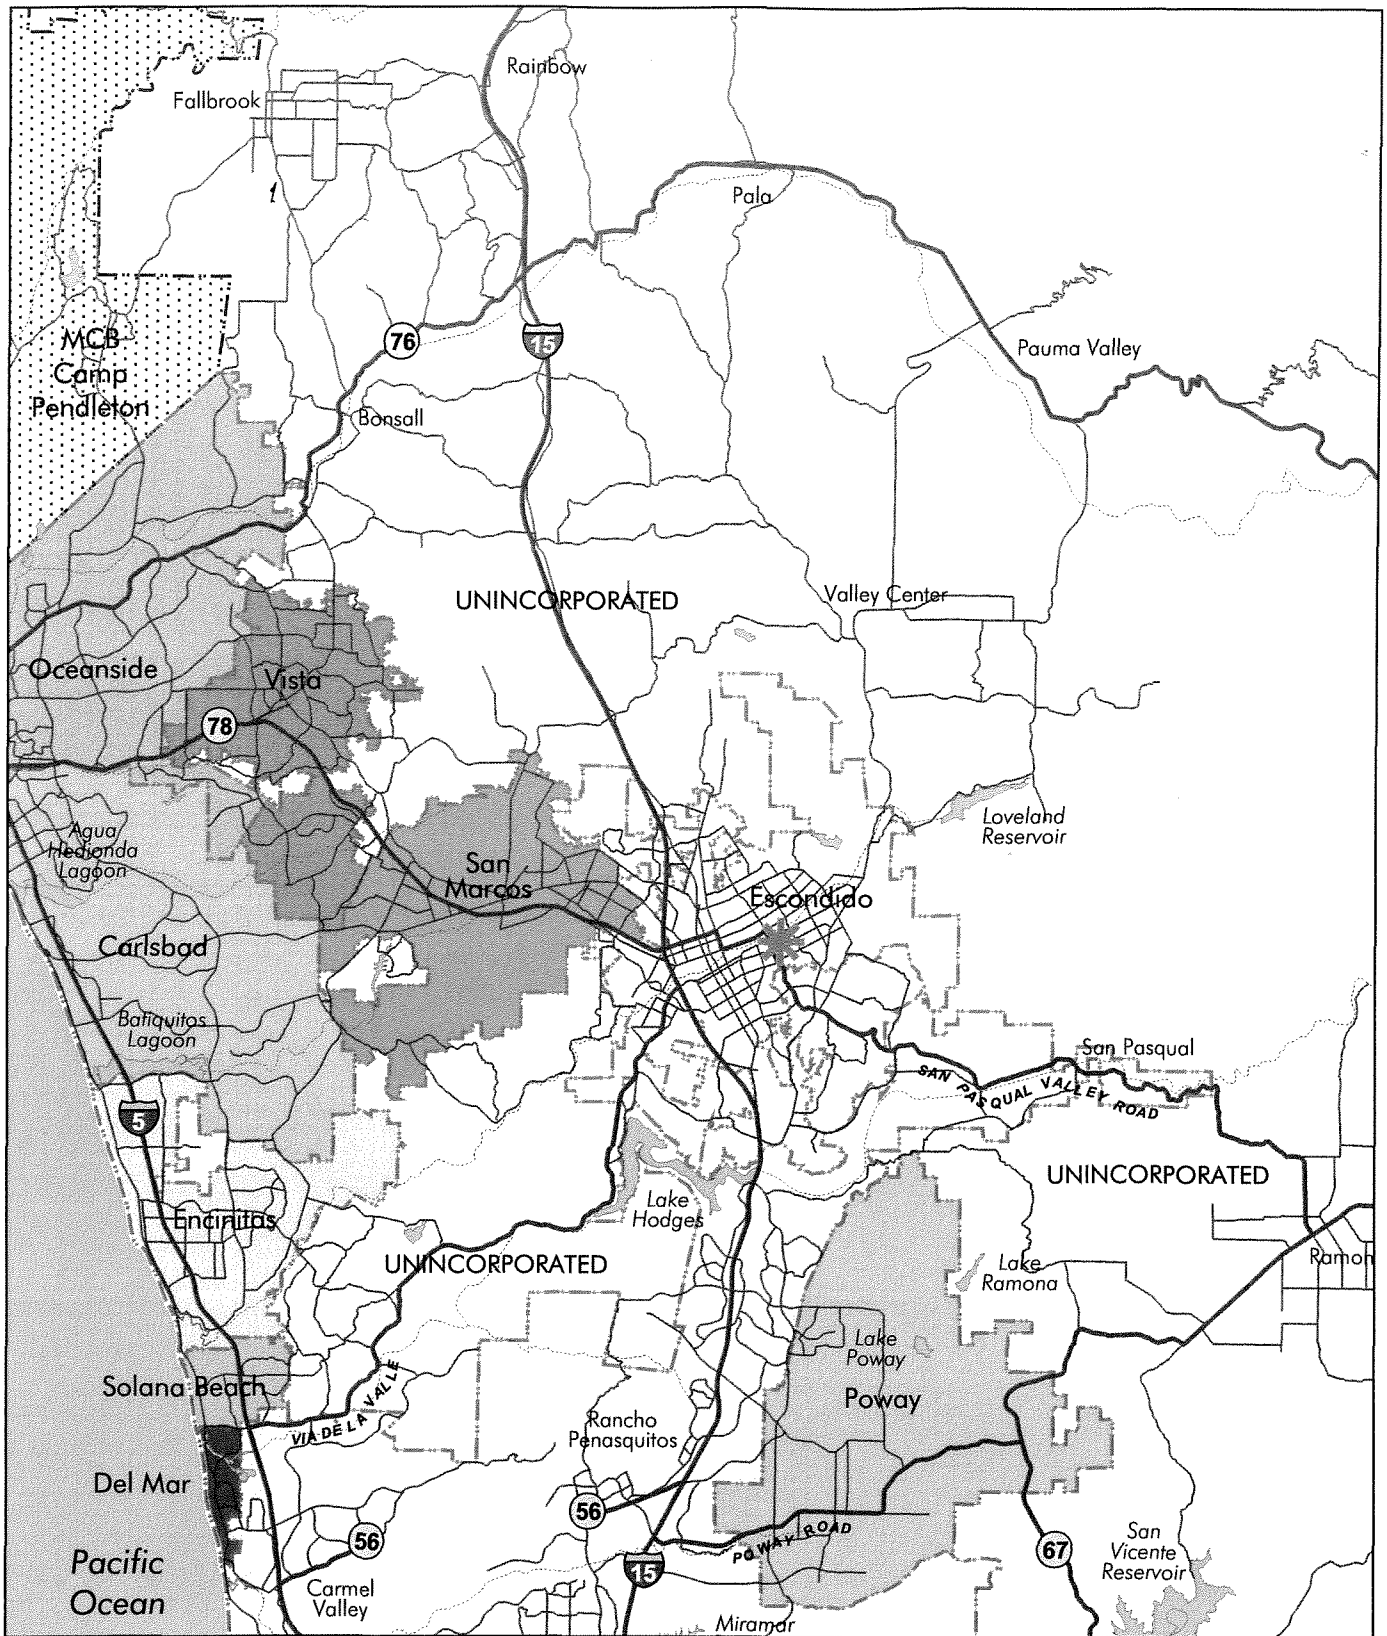 Rainbow
Fallbrook
1
Pala
76
15
MCB
Camp
Pendleton
Pauma Valley
Bonsall
UNINCORPORATED
Valley Center
Oceanside
Vista
78
Agua
Hedionda
Lagoon
Loveland
Reservoir
San
Marcos
Escondido
Carlsbad
Batiquitos
Lagoon
San Pasqual
SAN PASQUAL VALLEY ROAD
5
UNINCORPORATED
Lake
Hodges
Encinitas
UNINCORPORATED
Lake
Ramona
Ramon
Lake
Poway
Solana Beach
Poway
VIA DE LA VALLE
Rancho
Penasquitos
Del Mar
56
56
POWAY ROAD
67
San
Vicente
Reservoir
Pacific
Ocean
15
Carmel
Valley
Miramar